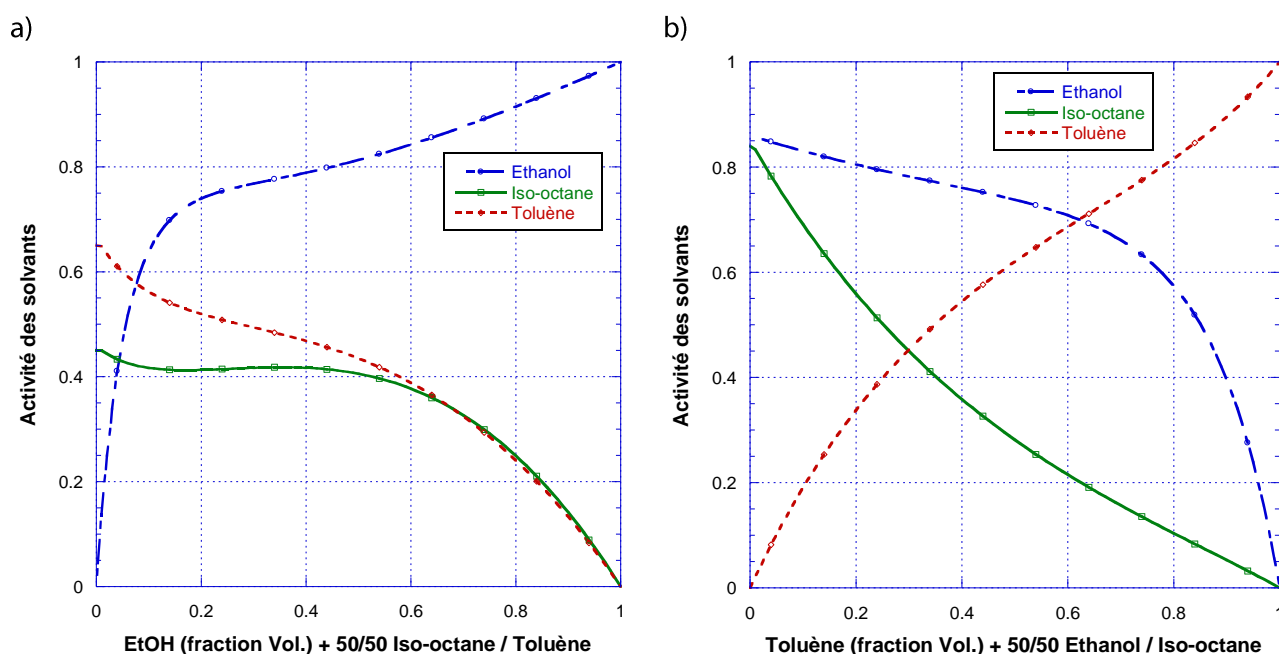 a)
Activité des solvants
1
0.8
0.6
0.4
0.2
0
0
0.2
0.4
0.6
0.8
1
Ethanol
Iso-octane
Toluène
EtOH (fraction Vol.) + 50/50 Iso-octane / Toluène
b)
Activité des solvants
1
0.8
0.6
0.4
0.2
0
0
0.2
0.4
0.6
0.8
1
Ethanol
Iso-octane
Toluène
Toluène (fraction Vol.) + 50/50 Ethanol / Iso-octane